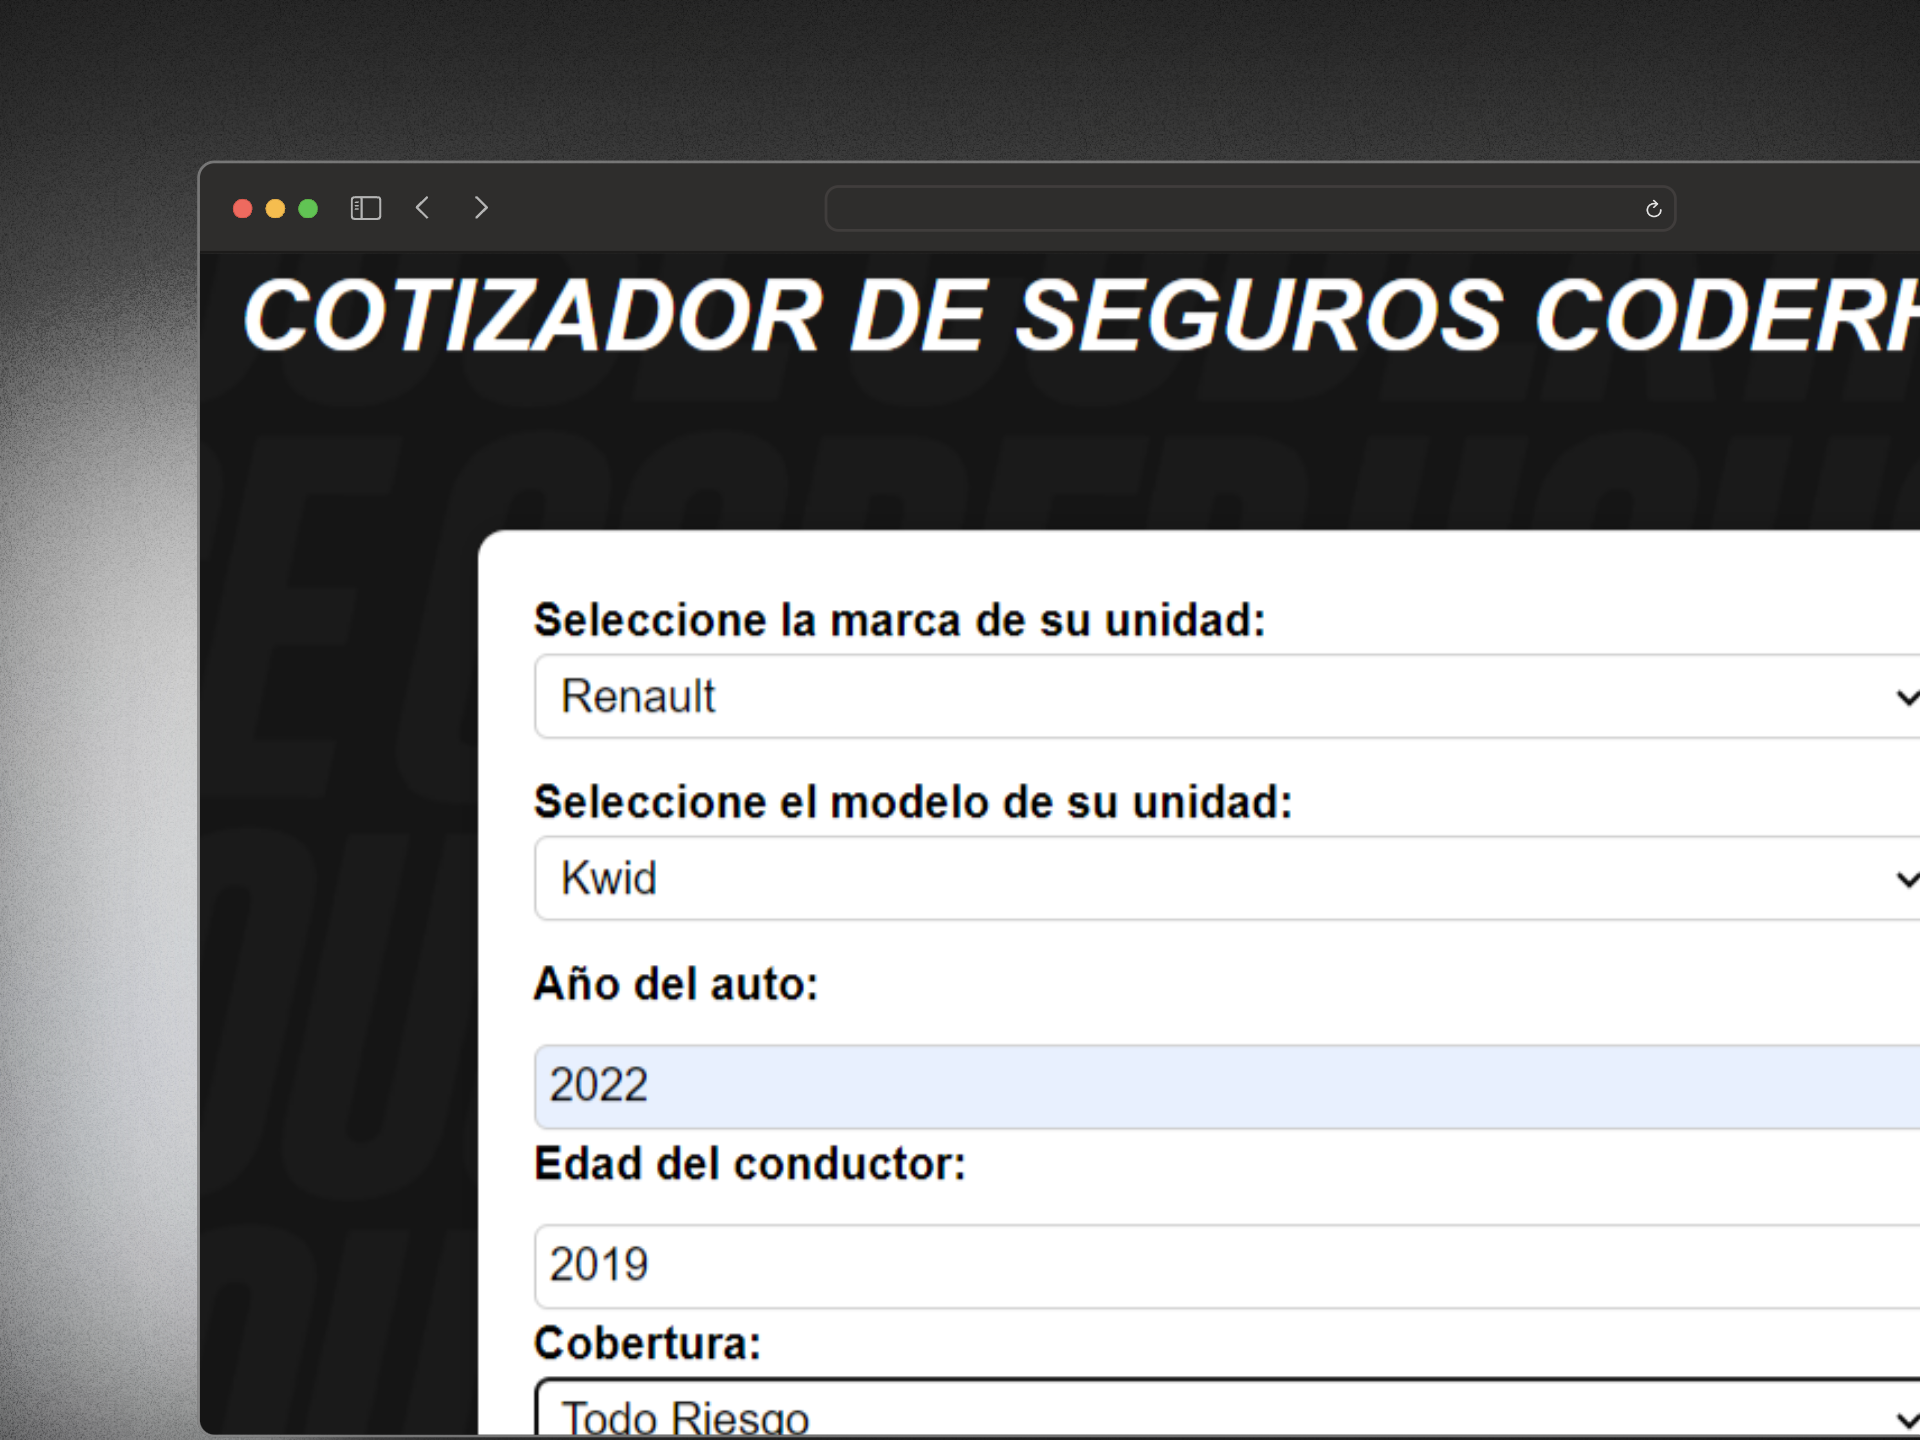 COTIZADOR DE SEGUROS CODERH
Seleccione la marca de su unidad:
Renault
Seleccione el modelo de su unidad:
Kwid
Año del auto:
2022
Edad del conductor:
2019
Cobertura:
Todo Riesgo